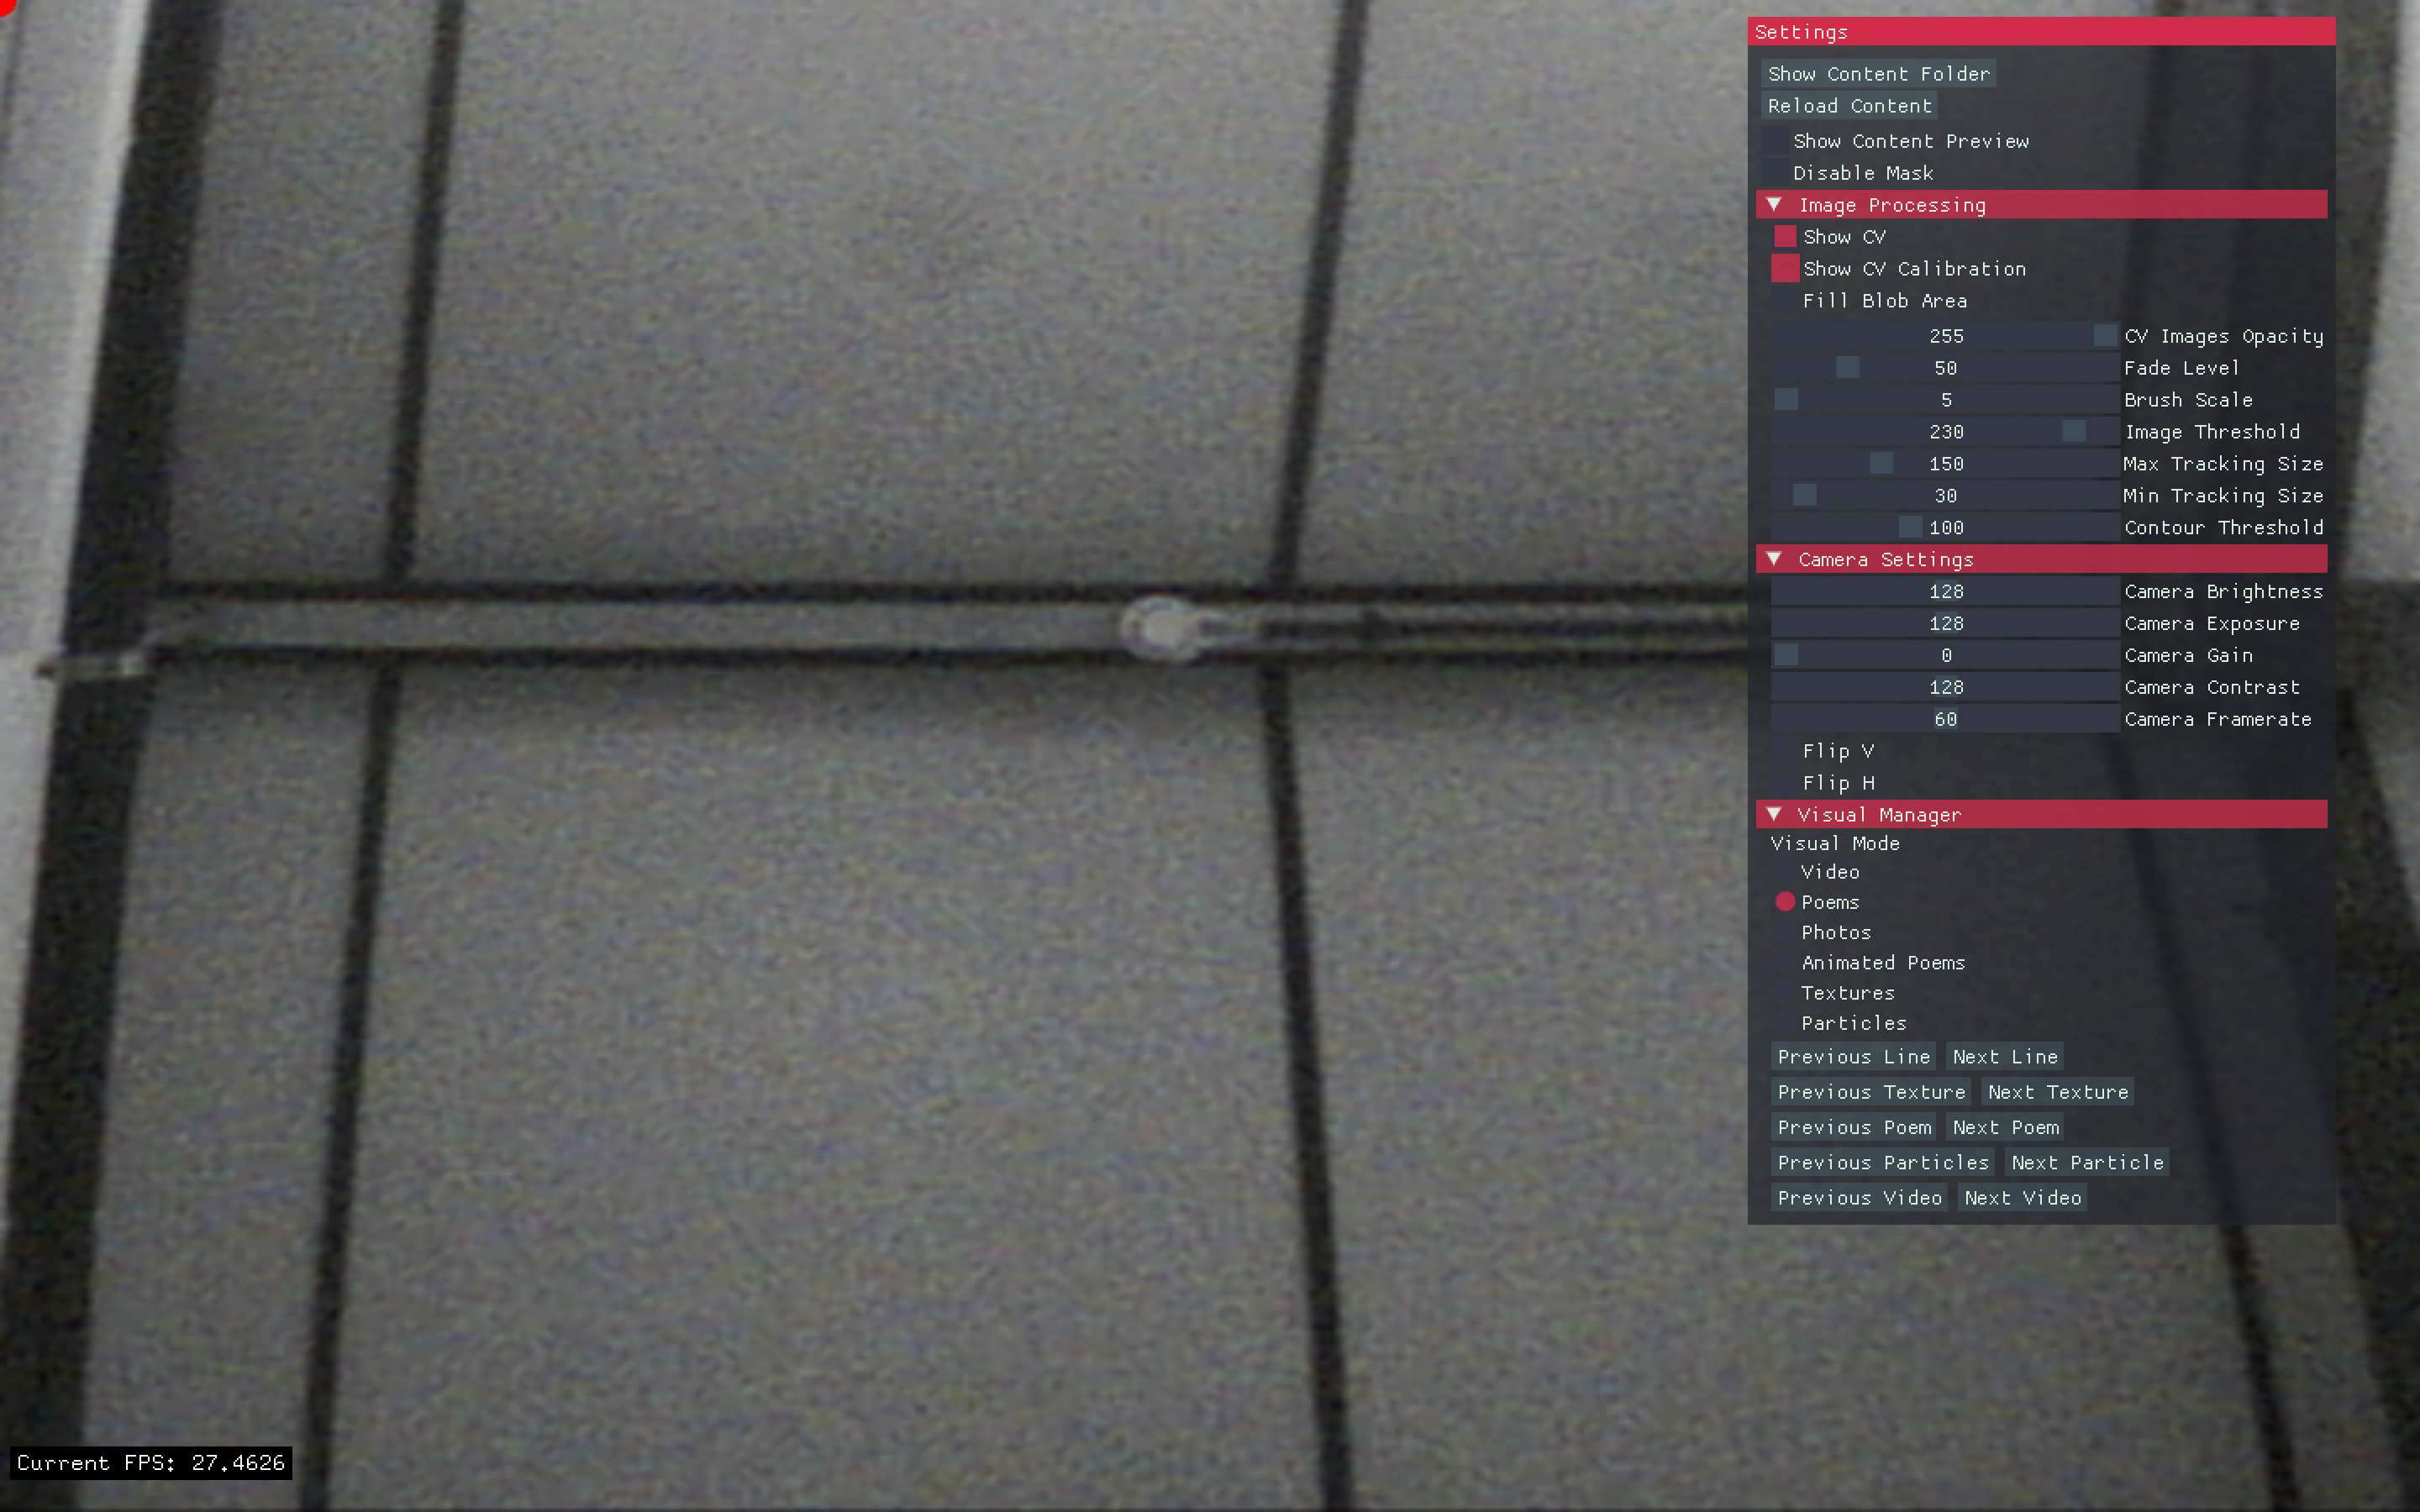 Settings
Show Content Folder
Reload Content
Show Content Preview
Disable Mask
Image Processing
Show CV
Show CV Calibration
Fill Blob Area
255 CV Images Opacity
50 Fade Level
5 Brush Scale
230 Image Threshold
150 Max Tracking Size
30 Min Tracking Size
100 Contour Threshold
Camera Settings
128 Camera Brightness
128 Camera Exposure
0 Camera Gain
128 Camera Contrast
60 Camera Framerate
Flip V
Flip H
Visual Manager
Visual Mode
Video
Poems
Photos
Animated Poems
Textures
Particles
Previous Line Next Line
Previous Texture Next Texture
Previous Poem Next Poem
Previous Particles Next Particle
Previous Video Next Video
Current FPS: 27.4626